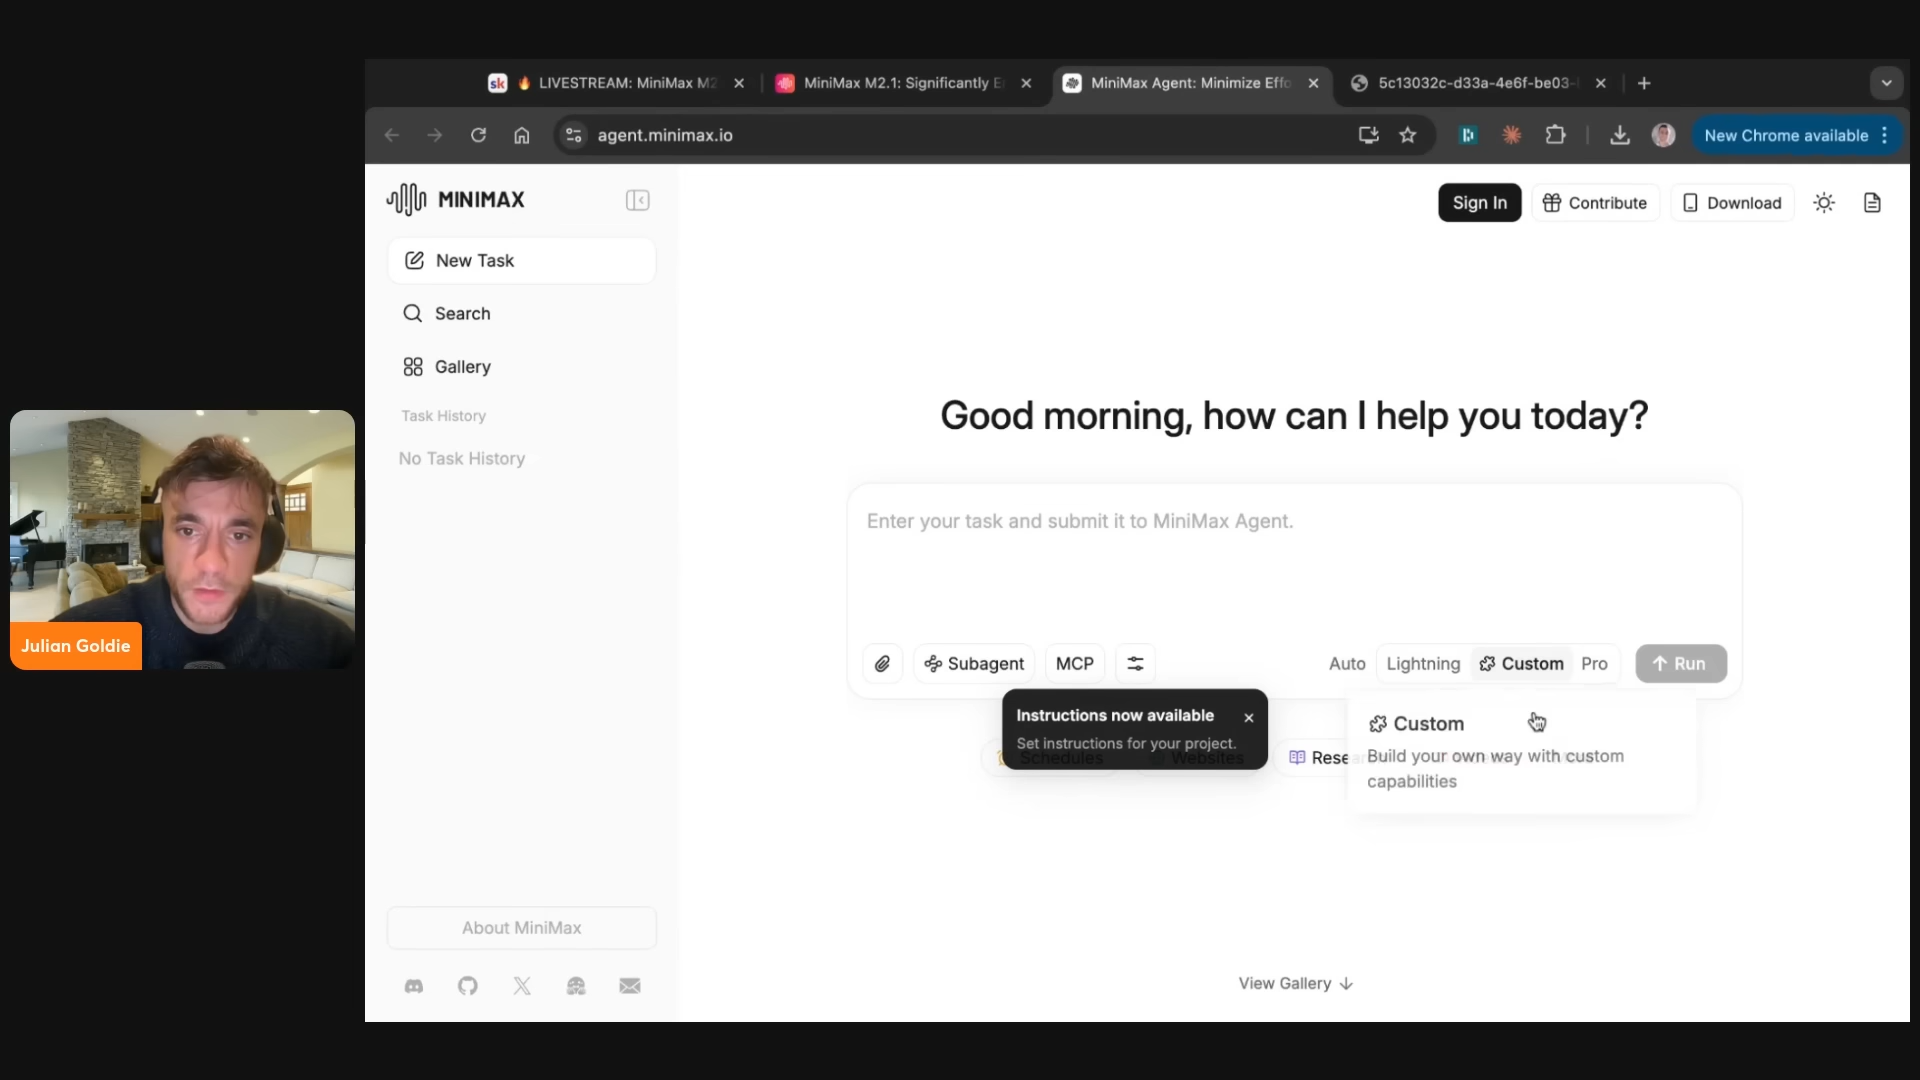 LIVESTREAM: MiniMax M2
MiniMax M2.1: Significantly E
MiniMax Agent: Minimize Effo
5c13032c-d33a-4e6f-be03-
agent.minimax.io
New Chrome available
MINIMAX
Sign In
Contribute
Download
New Task
Search
Gallery
Task History
No Task History
Good morning, how can I help you today?
Enter your task and submit it to MiniMax Agent.
Subagent
MCP
Auto
Lightning
Custom
Pro
Run
Instructions now available
Set instructions for your project.
Schedules
Websites
Rese
Custom
Build your own way with custom
capabilities
Julian Goldie
About MiniMax
View Gallery
sk